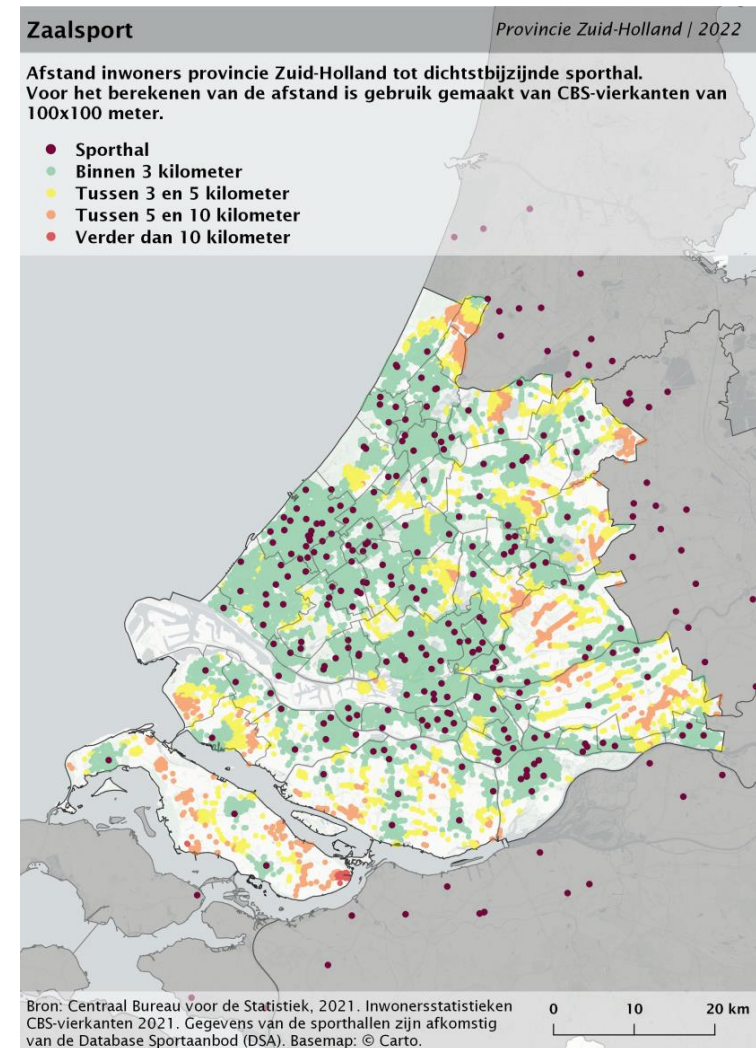 Zaalsport
Provincie Zuid-Holland | 2022
Afstand inwoners provincie Zuid-Holland tot dichtstbijzijnde sporthal.
Voor het berekenen van de afstand is gebruik gemaakt van CBS-vierkanten van
100x100 meter.
Sporthal
Binnen 3 kilometer
Tussen 3 en 5 kilometer
Tussen 5 en 10 kilometer
Verder dan 10 kilometer
Bron: Centraal Bureau voor de Statistiek, 2021. Inwonersstatistieken
CBS-vierkanten 2021. Gegevens van de sporthallen zijn afkomstig
van de Database Sportaanbod (DSA). Basemap: © Carto.
0 10 20 km